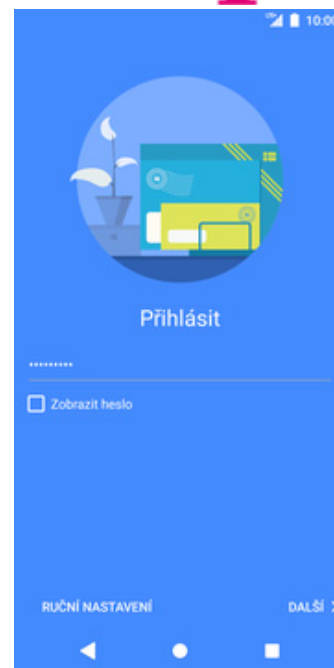 10:00
Přihlásit
·········
Zobrazit heslo
RUČNÍ NASTAVENÍ
DALŠÍ